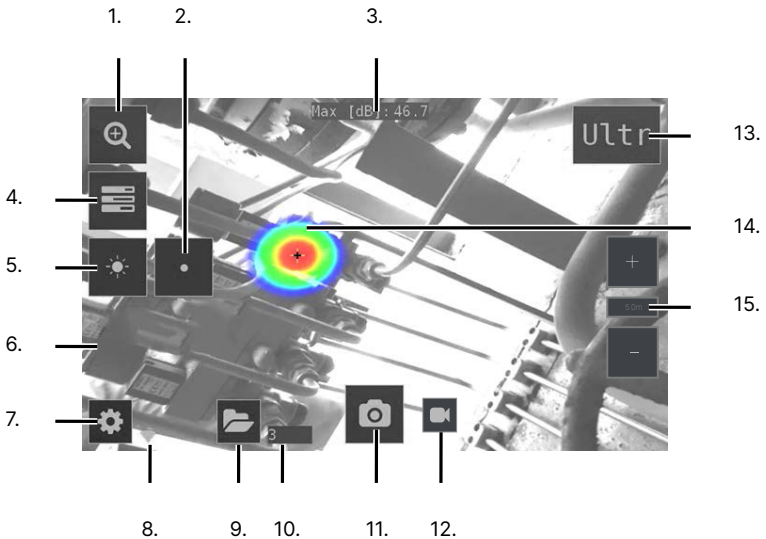 1. 2. 3.
Max [dB]: 46.7
Ultr
13.
4.
14.
5.
+
50m
15.
6.
-
7.
3
8. 9. 10. 11. 12.